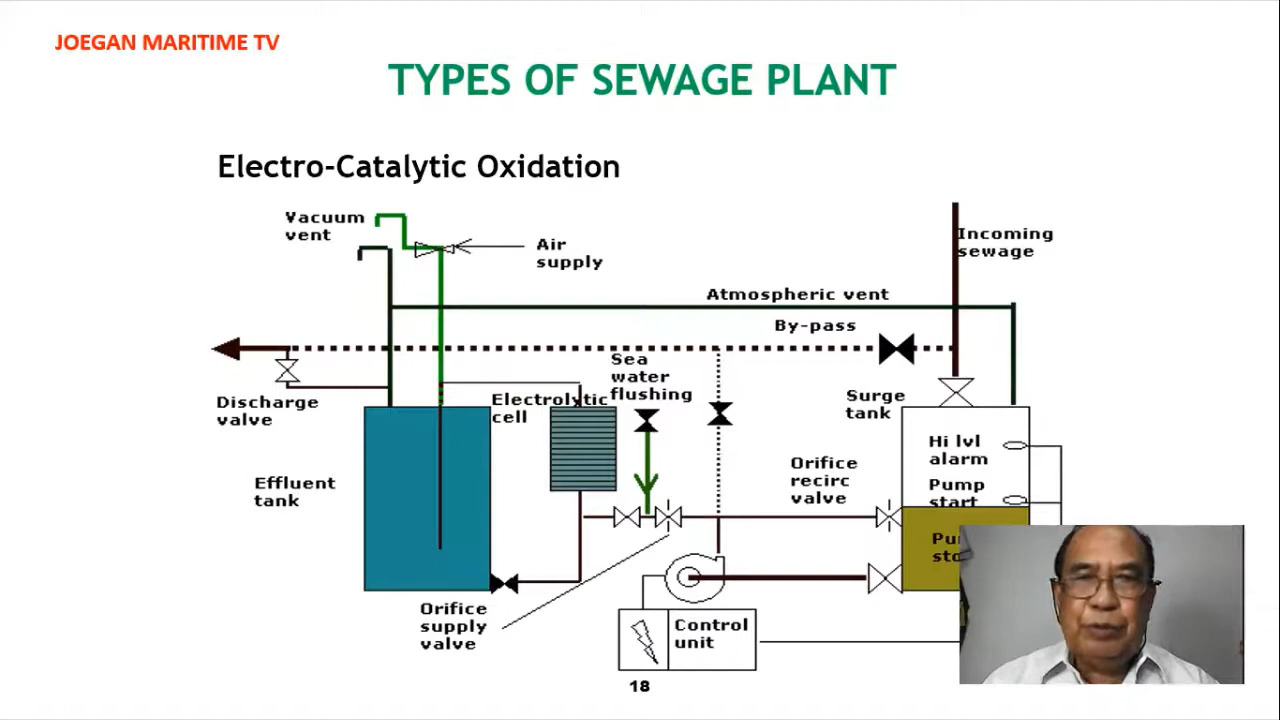 JOEGAN MARITIME TV
TYPES OF SEWAGE PLANT
Electro-Catalytic Oxidation
Vacuum
vent
Air
supply
Incoming
sewage
Atmospheric vent
By-pass
Sea
water
flushing
Discharge
valve
Electrolytic
cell
Surge
tank
Effluent
tank
Orifice
recirc
valve
Hi lvl
alarm
Pump
start
Orifice
supply
valve
Control
unit
18